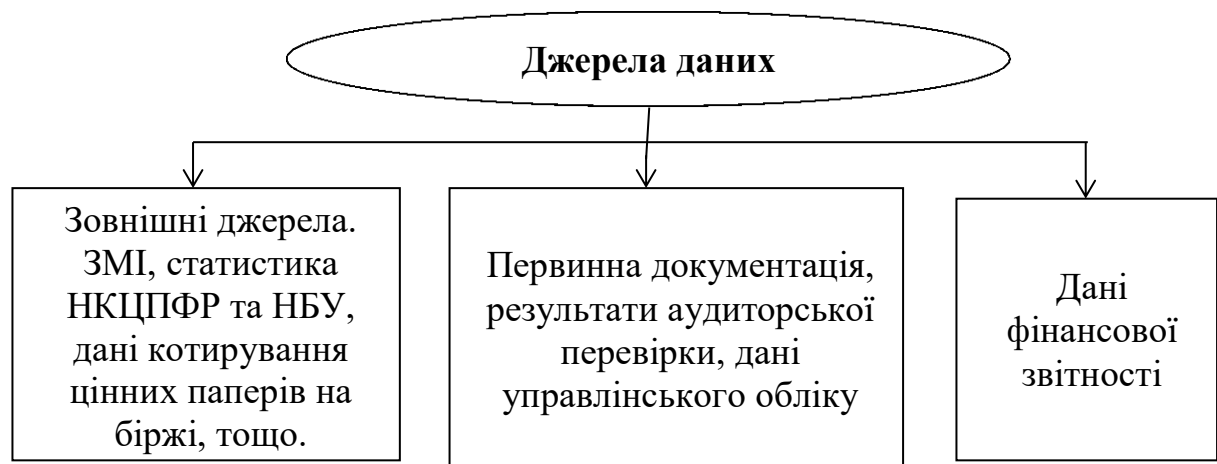 Джерела даних
Зовнішні джерела.
ЗМІ, статистика
НКЦПФР та НБУ,
дані котирування
цінних паперів на
біржі, тощо.
Первинна документація,
результати аудиторської
перевірки, дані
управлінського обліку
Дані
фінансової
звітності